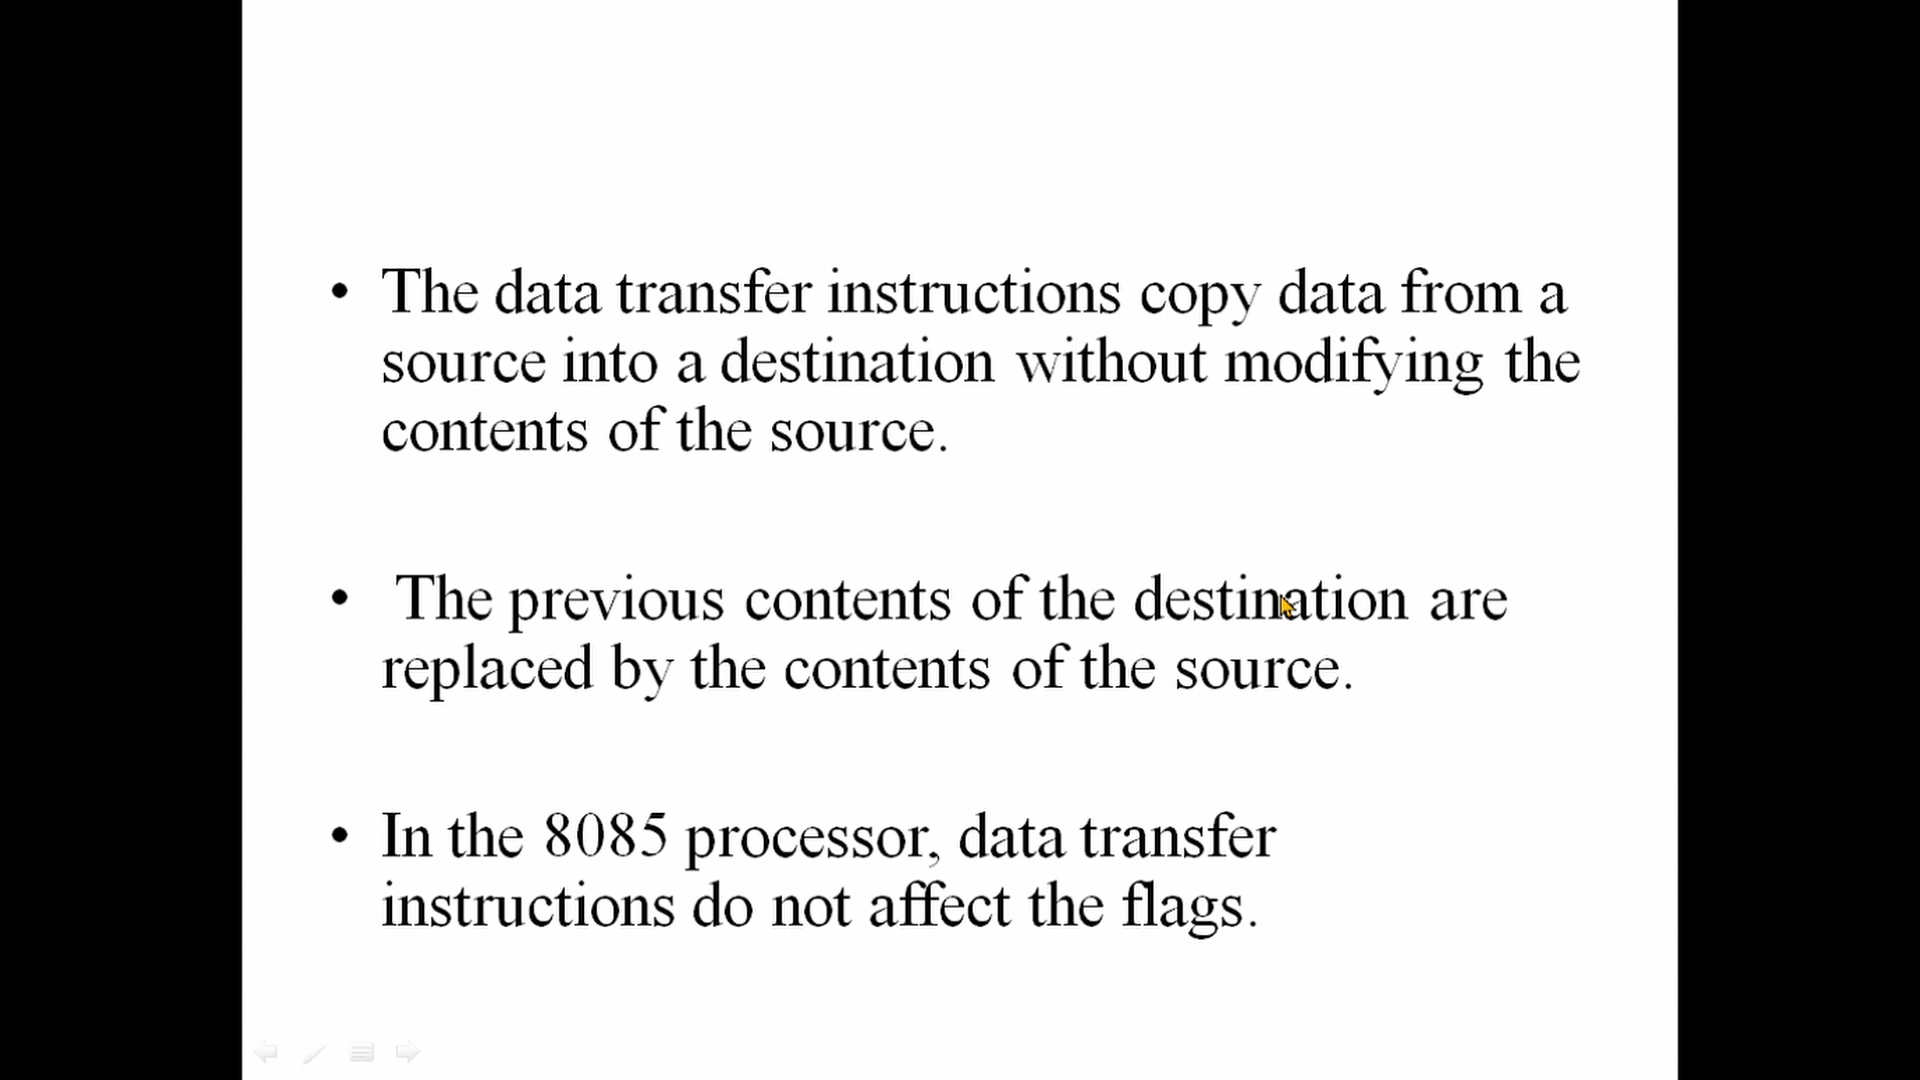 • The data transfer instructions copy data from a
source into a destination without modifying the
contents of the source.
• The previous contents of the destination are
replaced by the contents of the source.
• In the 8085 processor, data transfer
instructions do not affect the flags.